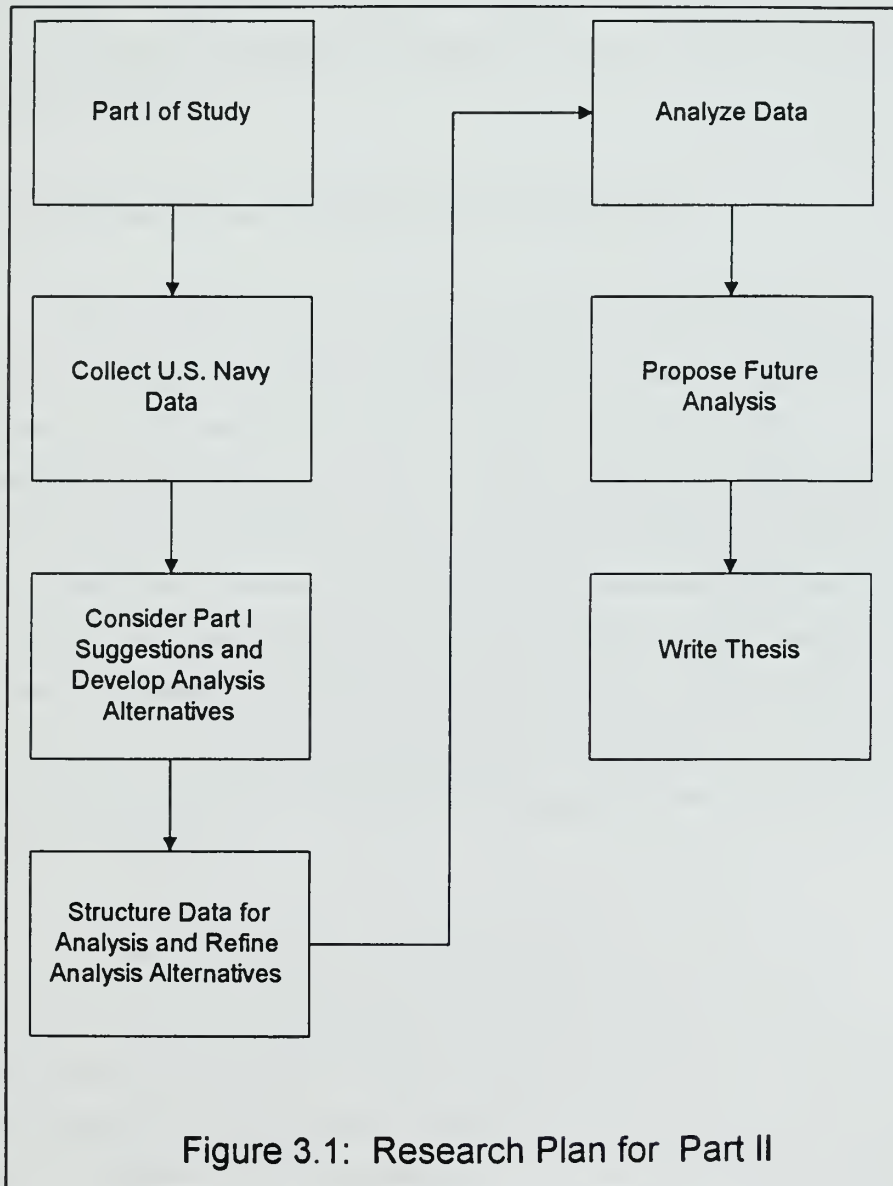 Part I of Study
Collect U.S. Navy
Data
Consider Part I
Suggestions and
Develop Analysis
Alternatives
Structure Data for
Analysis and Refine
Analysis Alternatives
Analyze Data
Propose Future
Analysis
Write Thesis
Figure 3.1: Research Plan for Part II